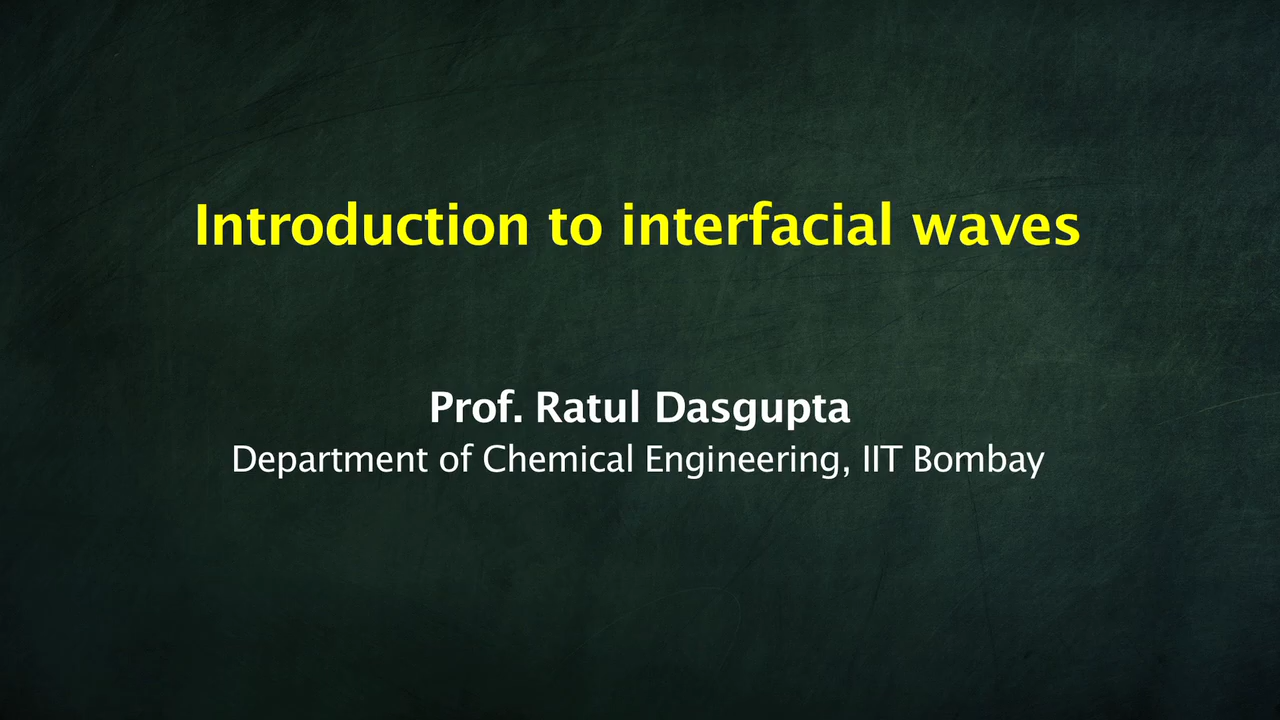 Introduction to interfacial waves
Prof. Ratul Dasgupta
Department of Chemical Engineering, IIT Bombay